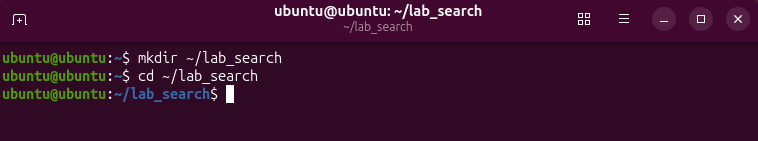 ubuntu@ubuntu: ~/lab_search
~/lab_search
ubuntu@ubuntu:~$ mkdir ~/lab_search
ubuntu@ubuntu:~$ cd ~/lab_search
ubuntu@ubuntu:~/lab_search$